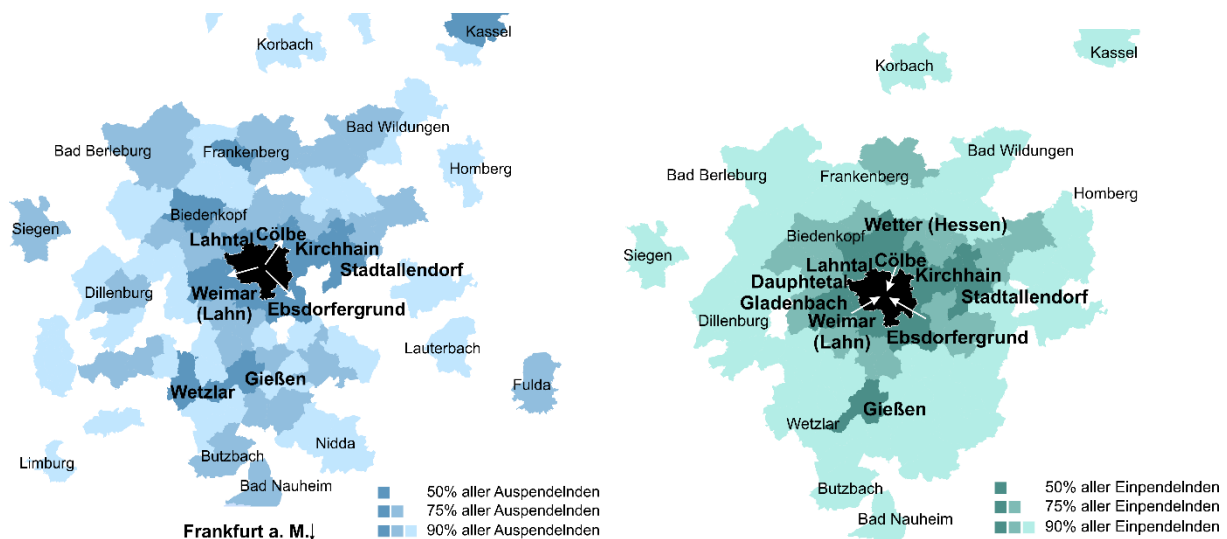 Kassel
Korbach
Bad Wildungen
Bad Berleburg
Frankenberg
Homberg
Biedenkopf
Siegen
Lahntal
Cölbe
Kirchhain
Stadtallendorf
Dillenburg
Weimar
(Lahn)
Ebsdorfergrund
Lauterbach
Gießen
Wetzlar
Fulda
Nidda
Butzbach
Limburg
Bad Nauheim
50% aller Auspendelnden
75% aller Auspendelnden
90% aller Auspendelnden
Frankfurt a. M.↓
Kassel
Korbach
Bad Wildungen
Bad Berleburg
Frankenberg
Homberg
Wetter (Hessen)
Biedenkopf
Siegen
Lahntal
Cölbe
Kirchhain
Dauphtetal
Stadtallendorf
Gladenbach
Dillenburg
Weimar
(Lahn)
Ebsdorfergrund
Gießen
Wetzlar
Butzbach
Bad Nauheim
50% aller Einpendelnden
75% aller Einpendelnden
90% aller Einpendelnden